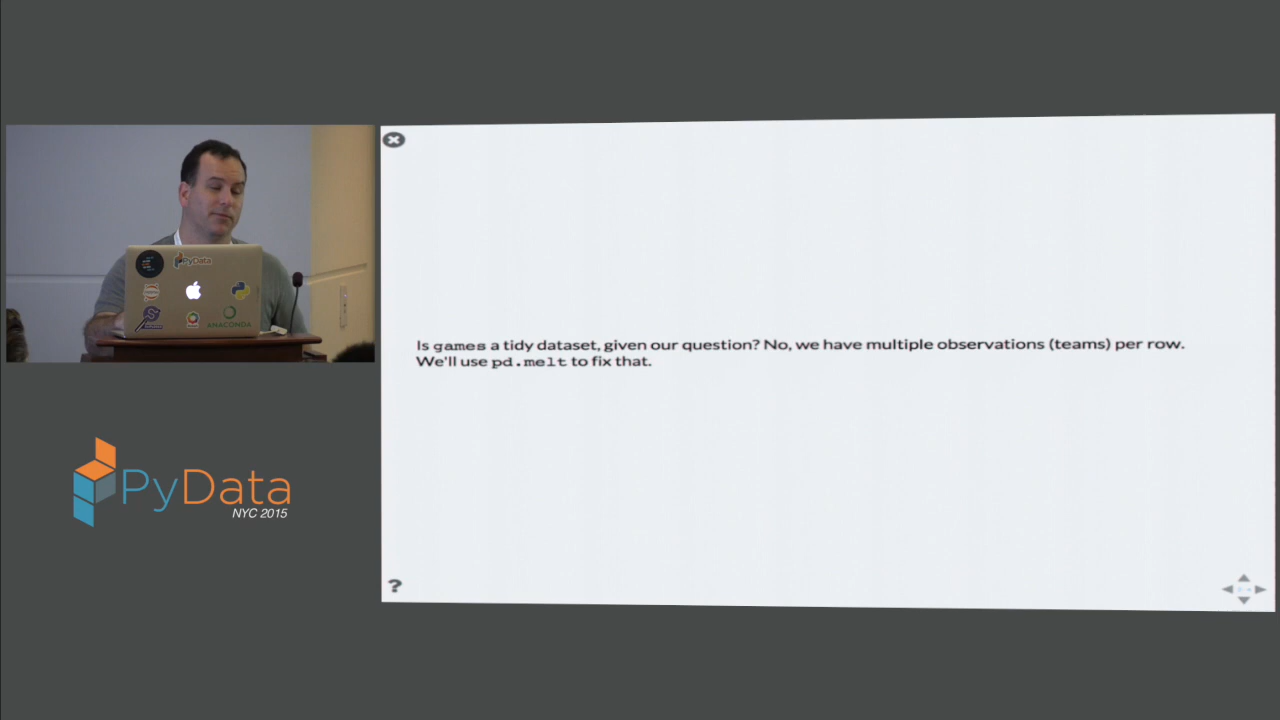 PyData
ANACONDA
Is games a tidy dataset, given our question? No, we have multiple observations (teams) per row.
We'll use pd.melt to fix that.
?
PyData
NYC 2015